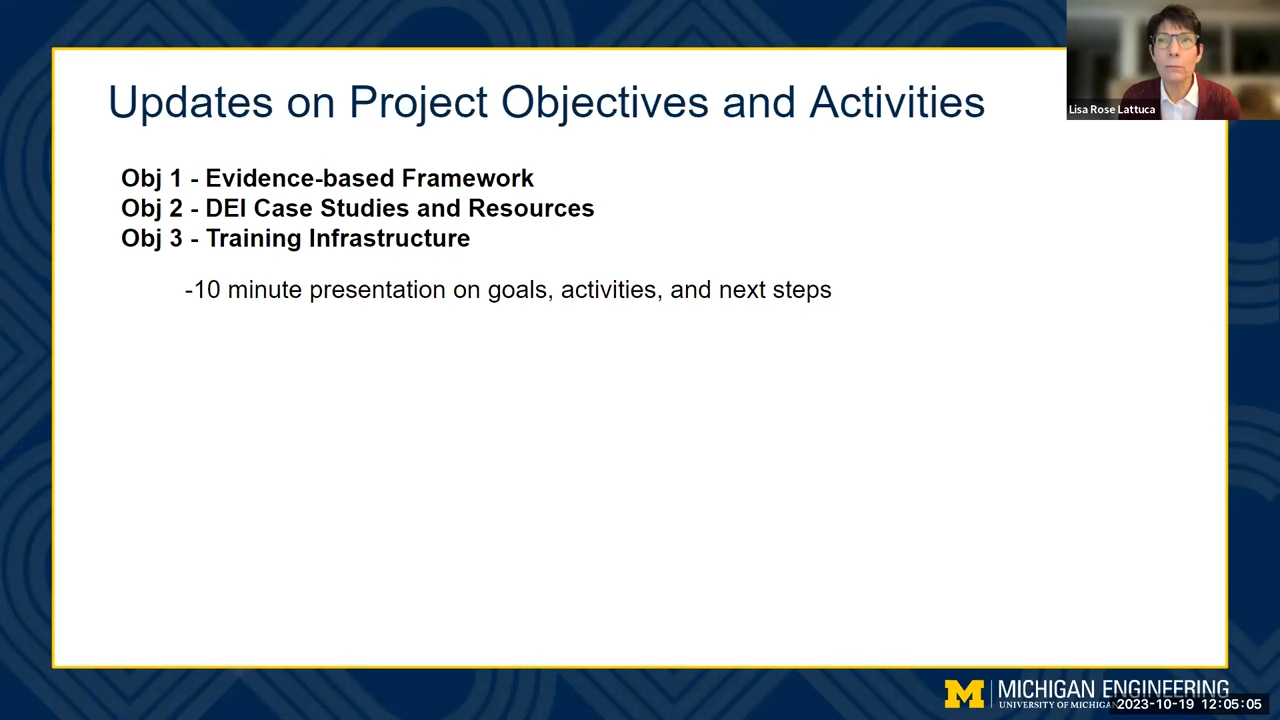 Updates on Project Objectives and Activities
Lisa Rose Lattuca
Obj 1 - Evidence-based Framework
Obj 2 - DEI Case Studies and Resources
Obj 3 - Training Infrastructure
-10 minute presentation on goals, activities, and next steps
M
MICHIGAN ENGINEERING
UNIVERSITY OF MICHIGAN
2023-10-19 12:05:05